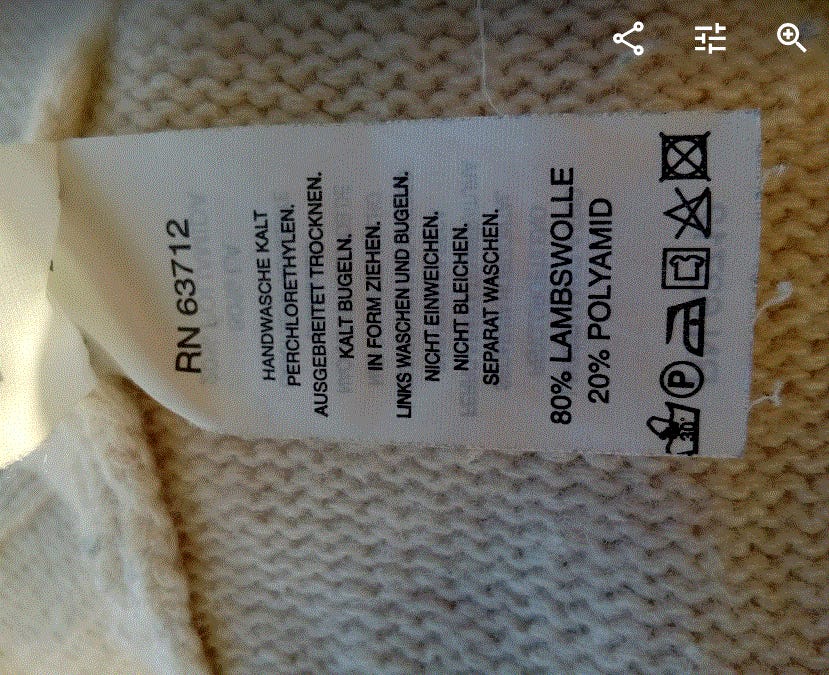 RN 63712
HANDWASCHE KALT
PERCHLORETHYLEN.
AUSGEBREITET TROCKNEN.
KALT BUGELN.
IN FORM ZIEHEN.
LINKS WASCHEN UND BUGELN.
NICHT EINWEICHEN.
NICHT BLEICHEN.
SEPARAT WASCHEN.
80% LAMBSWOLLE
20% POLYAMID
30° P